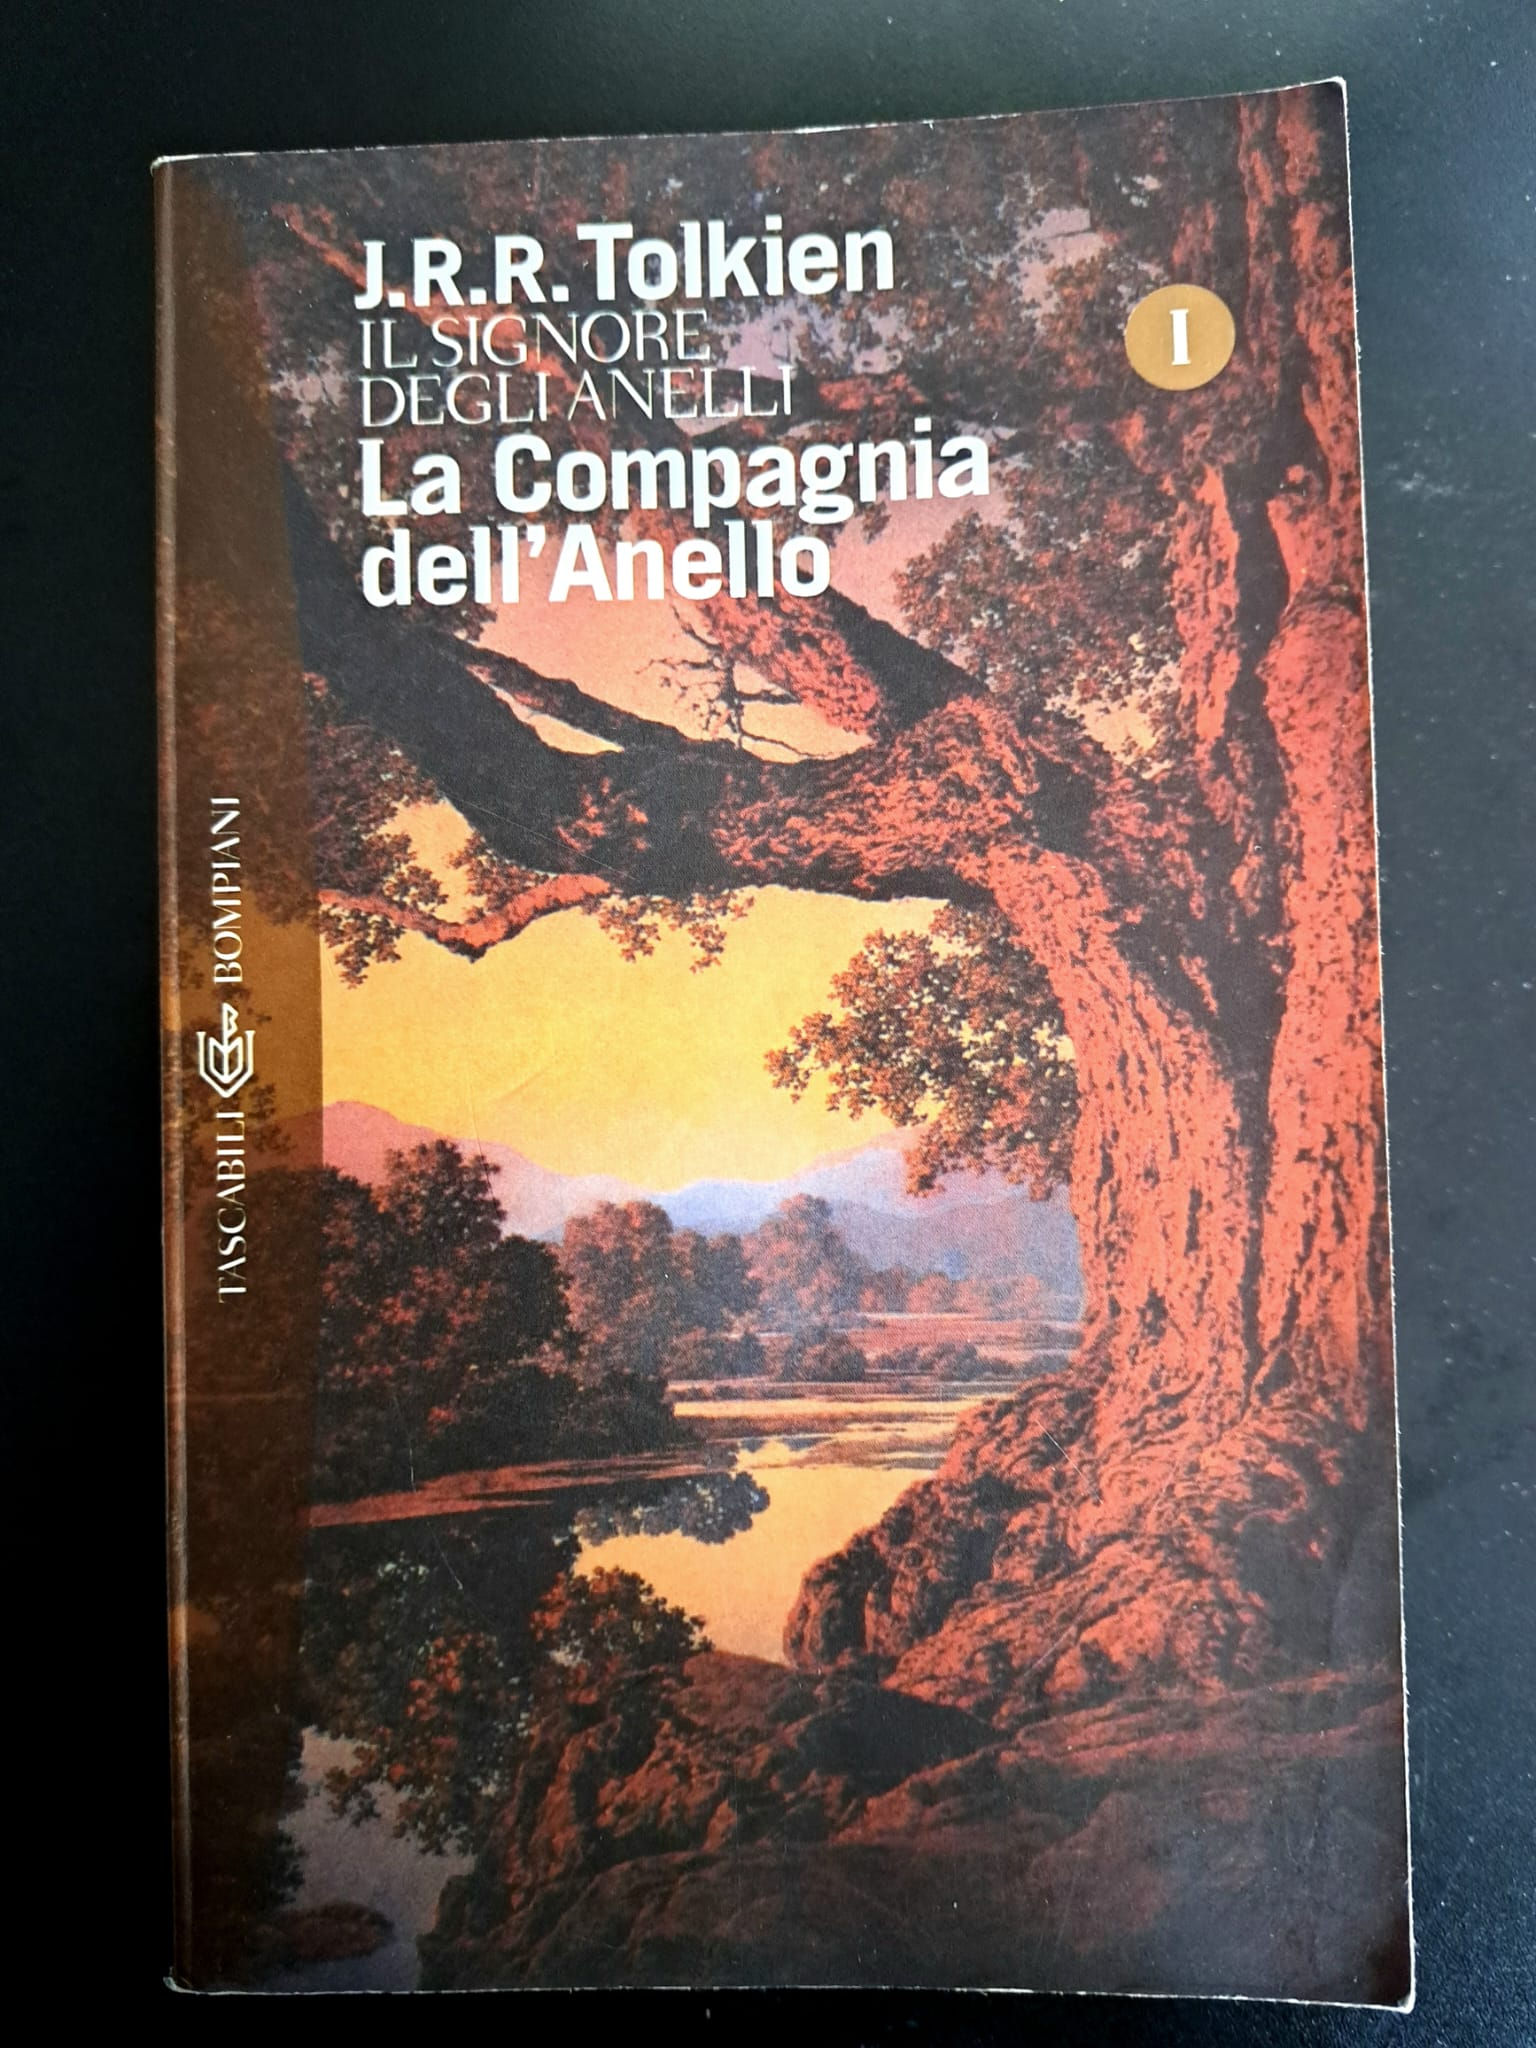 J.R.R. Tolkien
IL SIGNORE
DEGLI ANELLI
La Compagnia
dell'Anello
I
TASCABILI BOMPIANI